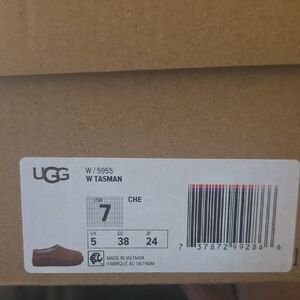 UGG
W / 5955
W TASMAN
USA
7
CHE
UK EU JP
5 38 24
MADE IN VIETNAM
FABRIQUÉ AU VIETNAM
7 37872 99286 6